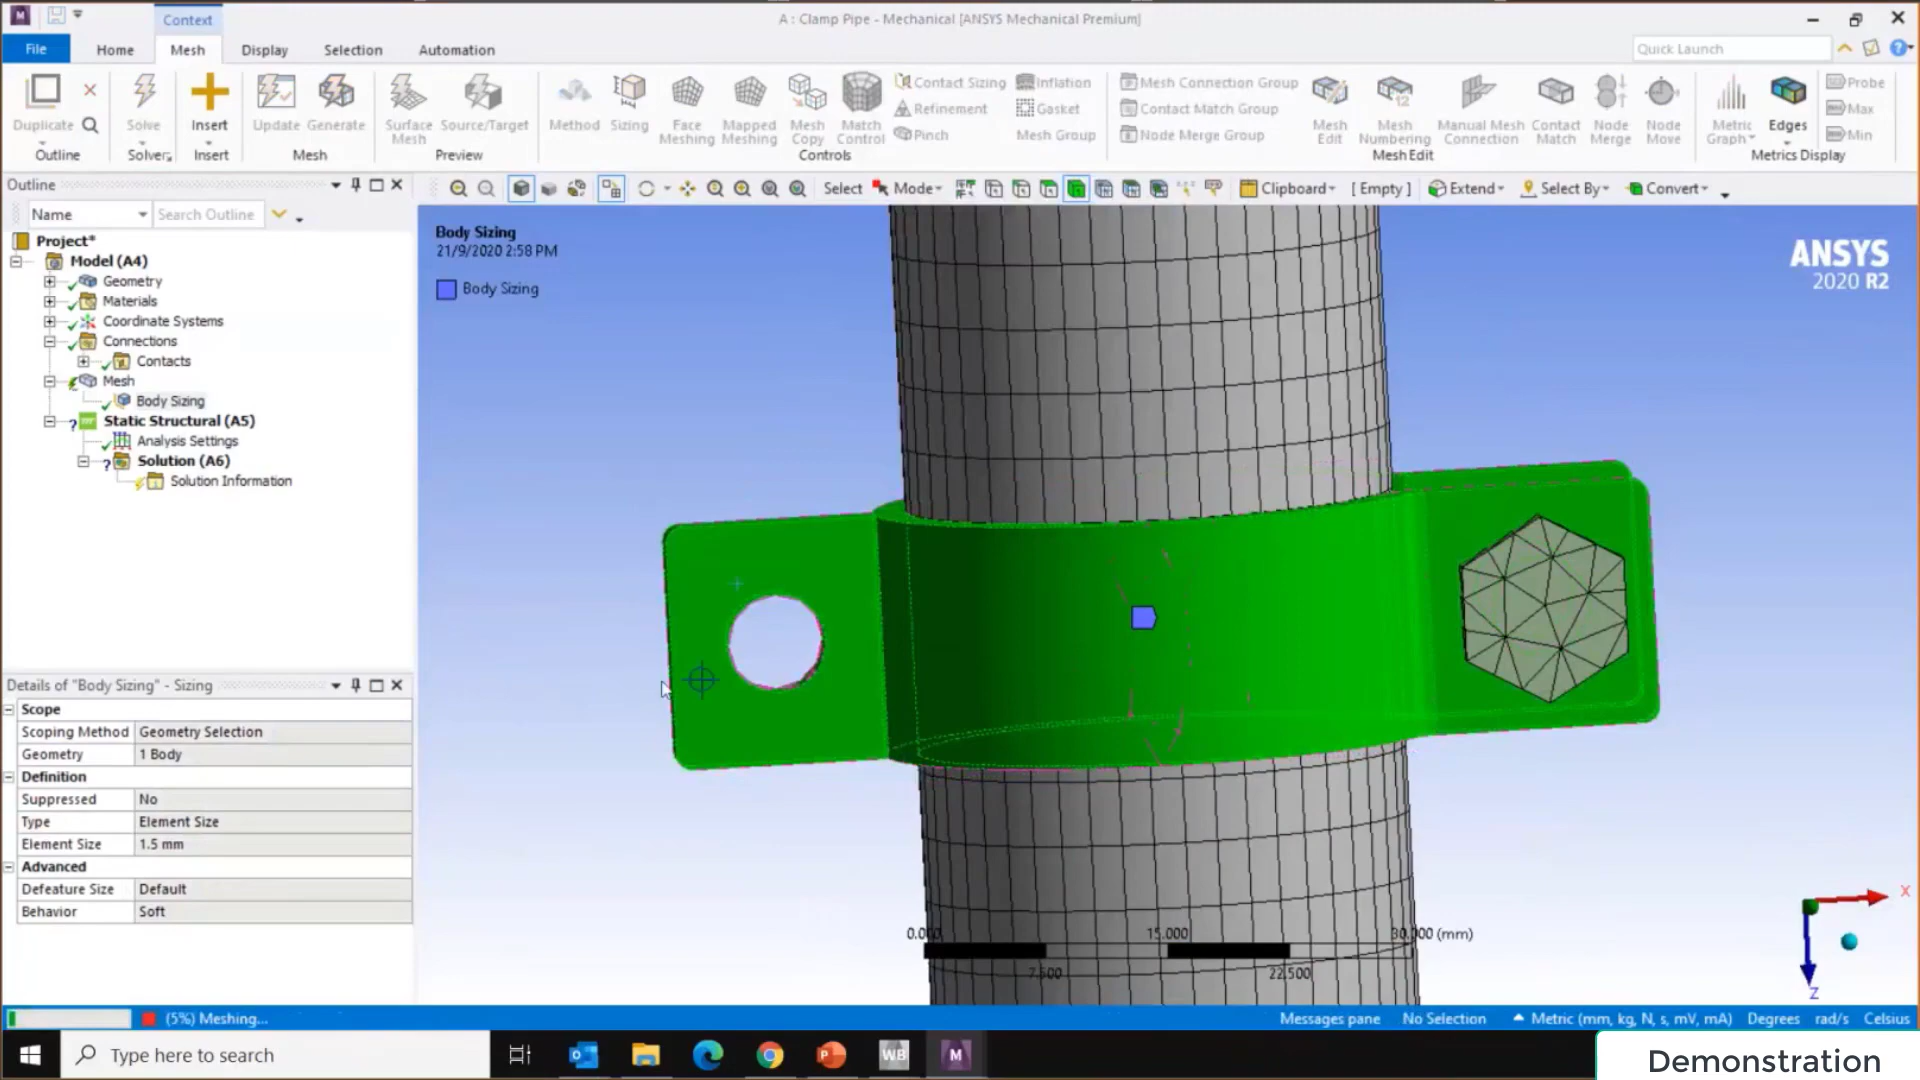 Context
A : Clamp Pipe - Mechanical [ANSYS Mechanical Premium]
File Home Mesh Display Selection Automation
Quick Launch
Duplicate
Outline
Solve
Solver
Insert
Insert
Update Generate
Mesh
Surface Mesh
Source/Target
Preview
Method Sizing
Face Meshing
Mapped Meshing
Mesh Copy
Match Control
Contact Sizing
Refinement
Pinch
Inflation
Gasket
Mesh Group
Controls
Mesh Connection Group
Contact Match Group
Node Merge Group
Mesh Edit
Mesh Numbering
Manual Mesh Connection
Contact Match
Node Merge
Node Move
Mesh Edit
Metric Graph
Edges
Probe
Max
Min
Metrics Display
Outline
Name Search Outline
Select Mode Clipboard [ Empty ] Extend Select By Convert
Project*
Model (A4)
Geometry
Materials
Coordinate Systems
Connections
Contacts
Mesh
Body Sizing
Static Structural (A5)
Analysis Settings
Solution (A6)
Solution Information
Body Sizing
21/9/2020 2:58 PM
Body Sizing
ANSYS
2020 R2
Details of "Body Sizing" - Sizing
Scope
Scoping Method Geometry Selection
Geometry 1 Body
Definition
Suppressed No
Type Element Size
Element Size 1.5 mm
Advanced
Defeature Size Default
Behavior Soft
0.000 15.000 30.000 (mm)
7.500 22.500
X
Z
(5%) Meshing...
Messages pane No Selection Metric (mm, kg, N, s, mV, mA) Degrees rad/s Celsius
Type here to search
WB
M
Demonstration